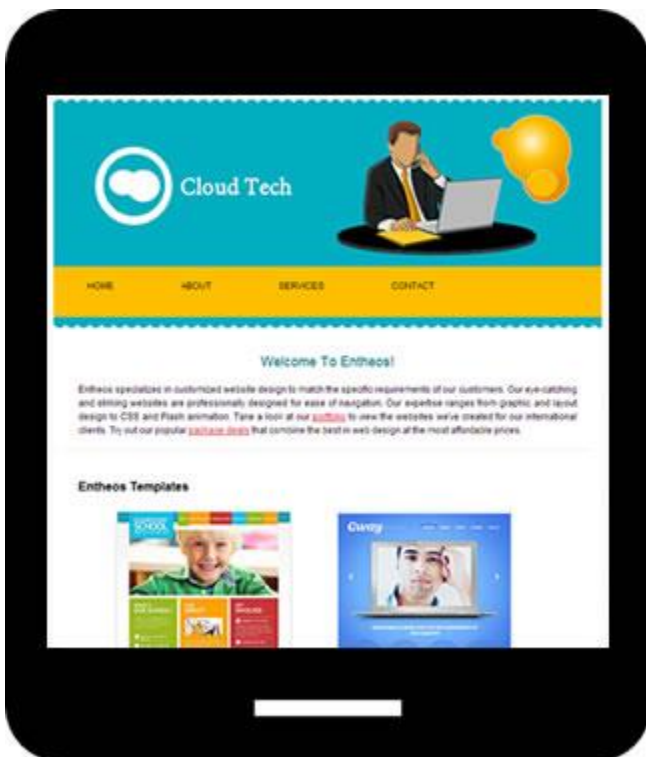 Cloud Tech
HOME ABOUT SERVICES CONTACT
Welcome To Entheos!
Entheos specializes in customized website design to match the specific requirements of our customers. Our eye-catching
and striking websites are professionally designed for ease of navigation. Our expertise ranges from graphic and layout
design to CSS and Flash animation. Take a look at our portfolio to view the websites we've created for our international
clients. Try out our popular package deals that combine the best in web design at the most affordable prices.
Entheos Templates
SCHOOL
Cway